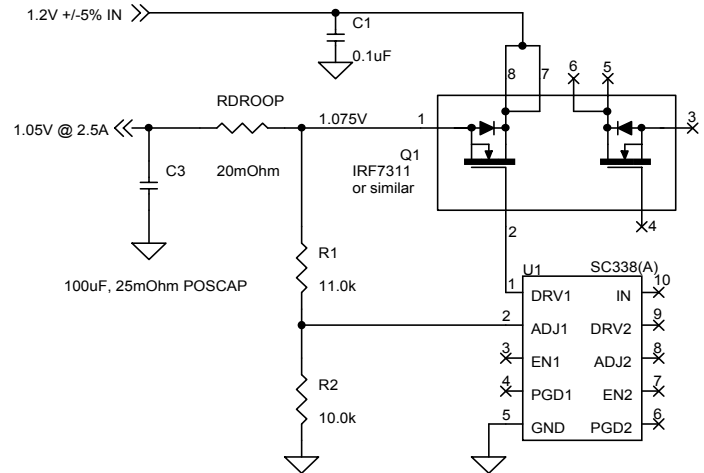 1.2V +/-5% IN
C1
0.1uF
8
7
6
5
RDROOP
1.05V @ 2.5A
1.075V
1
3
C3
20mOhm
Q1
IRF7311
or similar
4
2
100uF, 25mOhm POSCAP
R1
11.0k
U1
SC338(A)
1
DRV1
IN
10
2
ADJ1
DRV2
9
3
EN1
ADJ2
8
4
PGD1
EN2
7
5
GND
PGD2
6
R2
10.0k